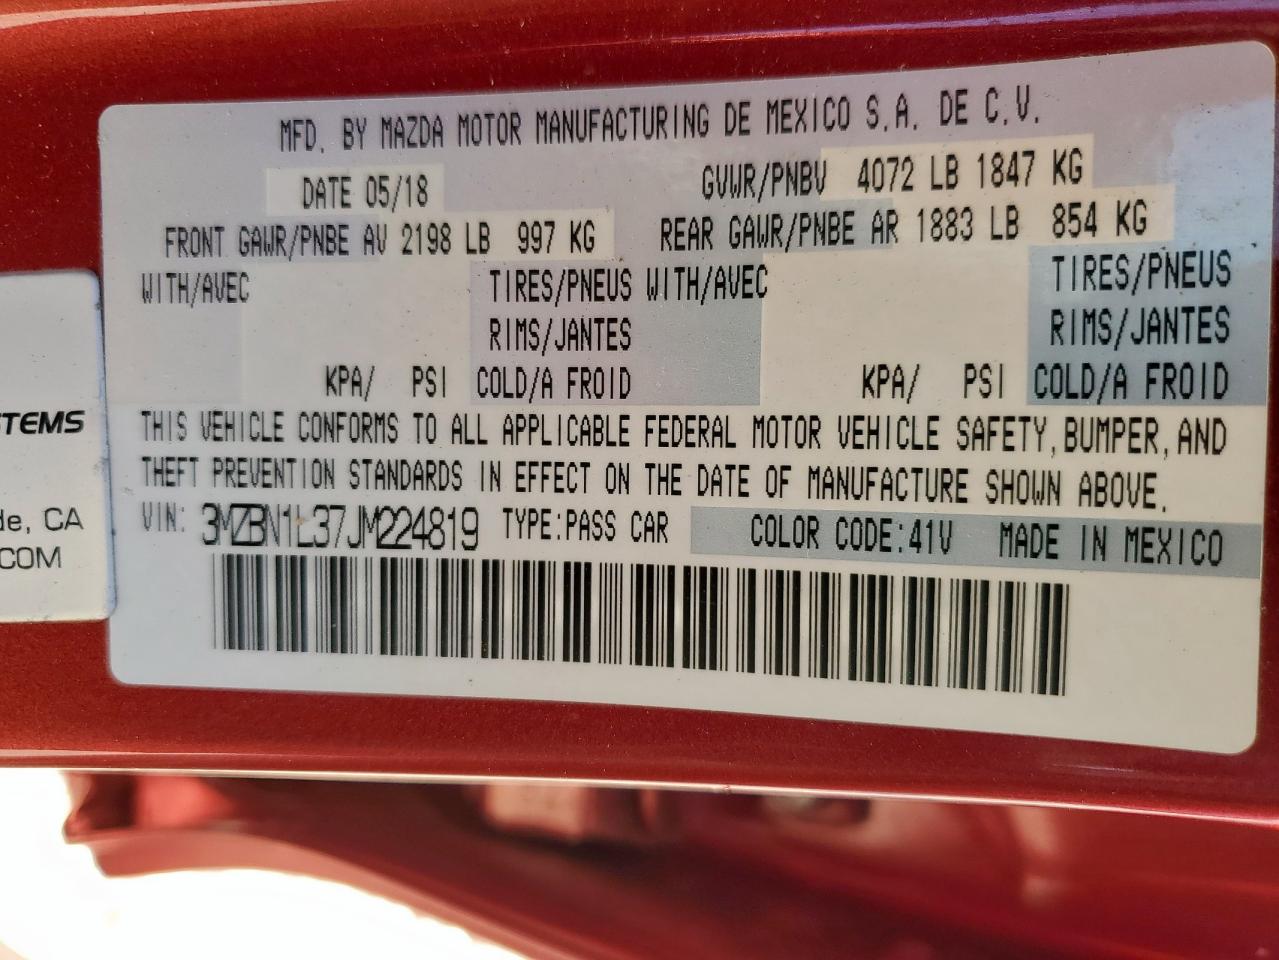 MFD. BY MAZDA MOTOR MANUFACTURING DE MEXICO S.A. DE C.V.
DATE 05/18 GVWR/PNBV 4072 LB 1847 KG
FRONT GAWR/PNBE AV 2198 LB 997 KG REAR GAWR/PNBE AR 1883 LB 854 KG
WITH/AVEC TIRES/PNEUS WITH/AVEC TIRES/PNEUS
RIMS/JANTES RIMS/JANTES
KPA/ PSI COLD/A FROID KPA/ PSI COLD/A FROID
THIS VEHICLE CONFORMS TO ALL APPLICABLE FEDERAL MOTOR VEHICLE SAFETY, BUMPER, AND
THEFT PREVENTION STANDARDS IN EFFECT ON THE DATE OF MANUFACTURE SHOWN ABOVE.
VIN: 3MZBN1L37JM224819 TYPE:PASS CAR COLOR CODE:41V MADE IN MEXICO
STEMS
de, CA
.COM